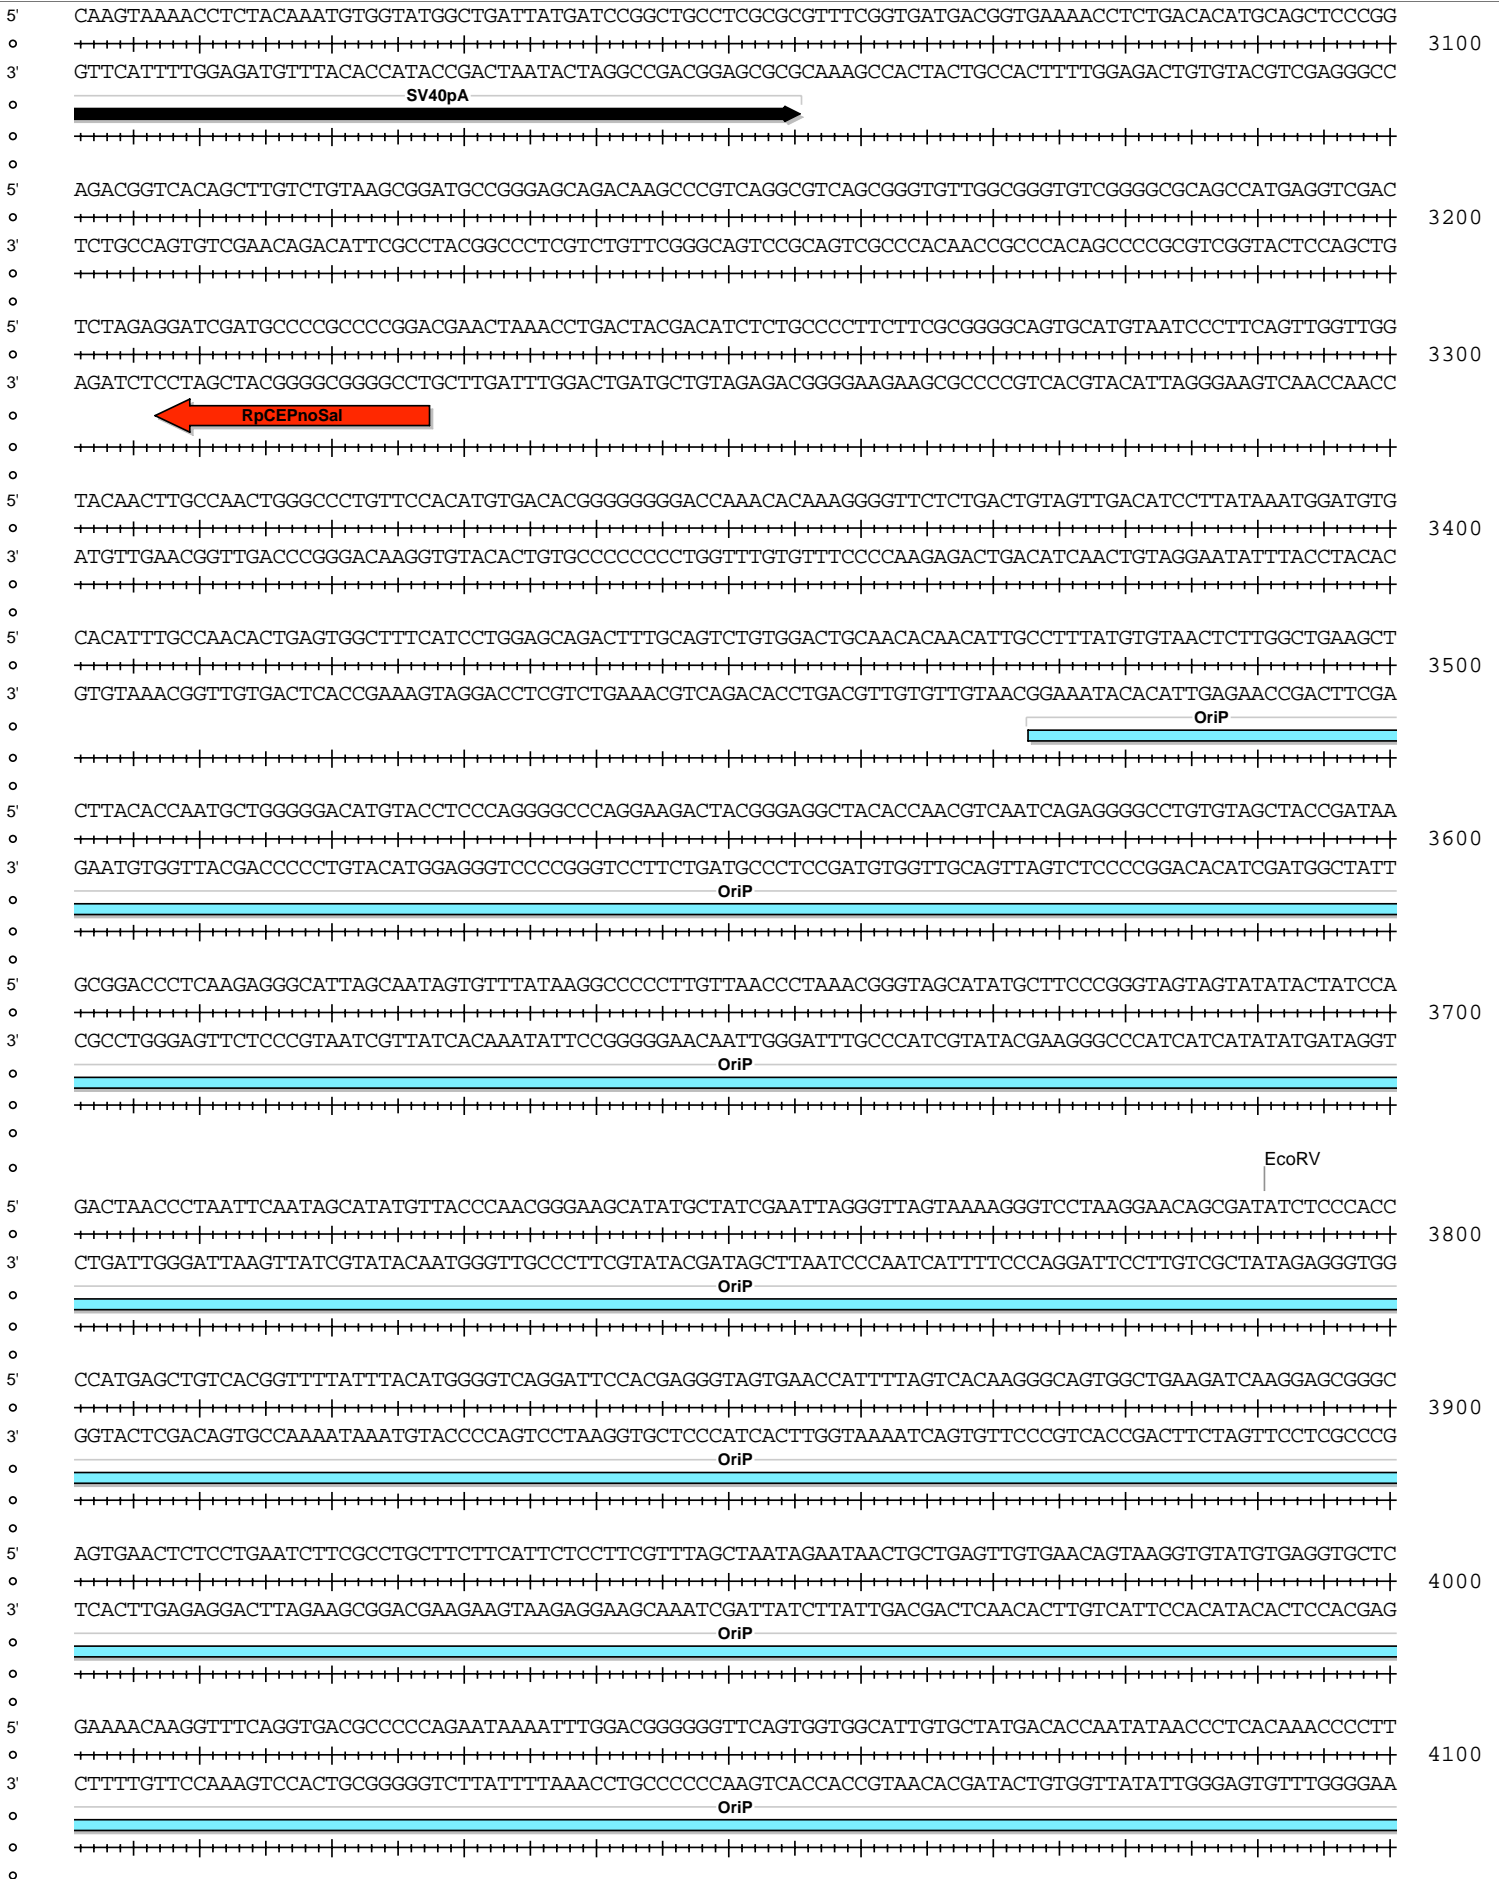 5' CAAGTAAAACCTCTACAAATGTGGTATGGCTGATTATGATCCGGCTGCCTCGCGCGTTTCGGTGATGACGGTGAAAACCTCTGACACATGCAGCTCCCGG
3100
3' GTTCATTTTGGAGATGTTTACACCATACCGACTAATACTAGGCCGACGGAGCGCGCAAAGCCACTACTGCCACTTTTGGAGACTGTGTACGTCGAGGGCC
SV40pA
5' AGACGGTCACAGCTTGTCTGTAAGCGGATGCCGGGAGCAGACAAGCCCGTCAGGCGTCAGCGGGTGTTGGCGGGTGTCGGGGCGCAGCCATGAGGTCGAC
3200
3' TCTGCCAGTGTCGAACAGACATTCGCCTACGGCCCTCGTCTGTTCGGGCAGTCCGCAGTCGCCCACAACCGCCCACAGCCCCGCGTCGGTACTCCAGCTG
5' TCTAGAGGATCGATGCCCCGCCCCGGACGAACTAAACCTGACTACGACATCTCTGCCCCTTCTTCGCGGGGCAGTGCATGTAATCCCTTCAGTTGGTTGG
3300
3' AGATCTCCTAGCTACGGGGCGGGGCCTGCTTGATTTGGACTGATGCTGTAGAGACGGGGAAGAAGCGCCCCGTCACGTACATTAGGGAAGTCAACCAACC
RpCEPnoSal
5' TACAACTTGCCAACTGGGCCCTGTTCCACATGTGACACGGGGGGGGACCAAACACAAAGGGGTTCTCTGACTGTAGTTGACATCCTTATAAATGGATGTG
3400
3' ATGTTGAACGGTTGACCCGGGACAAGGTGTACACTGTGCCCCCCCCTGGTTTGTGTTTCCCCAAGAGACTGACATCAACTGTAGGAATATTTACCTACAC
5' CACATTTGCCAACACTGAGTGGCTTTCATCCTGGAGCAGACTTTGCAGTCTGTGGACTGCAACACAACATTGCCTTTATGTGTAACTCTTGGCTGAAGCT
3500
3' GTGTAAACGGTTGTGACTCACCGAAAGTAGGACCTCGTCTGAAACGTCAGACACCTGACGTTGTGTTGTAACGGAAATACACATTGAGAACCGACTTCGA
OriP
5' CTTACACCAATGCTGGGGGACATGTACCTCCCAGGGGCCCAGGAAGACTACGGGAGGCTACACCAACGTCAATCAGAGGGGCCTGTGTAGCTACCGATAA
3600
3' GAATGTGGTTACGACCCCCTGTACATGGAGGGTCCCCGGGTCCTTCTGATGCCCTCCGATGTGGTTGCAGTTAGTCTCCCCGGACACATCGATGGCTATT
OriP
5' GCGGACCCTCAAGAGGGCATTAGCAATAGTGTTTATAAGGCCCCCTTGTTAACCCTAAACGGGTAGCATATGCTTCCCGGGTAGTAGTATATACTATCCA
3700
3' CGCCTGGGAGTTCTCCCGTAATCGTTATCACAAATATTCCGGGGGAACAATTGGGATTTGCCCATCGTATACGAAGGGCCCATCATCATATATGATAGGT
OriP
EcoRV
5' GACTAACCCTAATTCAATAGCATATGTTACCCAACGGGAAGCATATGCTATCGAATTAGGGTTAGTAAAAGGGTCCTAAGGAACAGCGATATCTCCCACC
3800
3' CTGATTGGGATTAAGTTATCGTATACAATGGGTTGCCCTTCGTATACGATAGCTTAATCCCAATCATTTTCCCAGGATTCCTTGTCGCTATAGAGGGTGG
OriP
5' CCATGAGCTGTCACGGTTTTATTTACATGGGGTCAGGATTCCACGAGGGTAGTGAACCATTTTAGTCACAAGGGCAGTGGCTGAAGATCAAGGAGCGGGC
3900
3' GGTACTCGACAGTGCCAAAATAAATGTACCCCAGTCCTAAGGTGCTCCCATCACTTGGTAAAATCAGTGTTCCCGTCACCGACTTCTAGTTCCTCGCCCG
OriP
5' AGTGAACTCTCCTGAATCTTCGCCTGCTTCTTCATTCTCCTTCGTTTAGCTAATAGAATAACTGCTGAGTTGTGAACAGTAAGGTGTATGTGAGGTGCTC
4000
3' TCACTTGAGAGGACTTAGAAGCGGACGAAGAAGTAAGAGGAAGCAAATCGATTATCTTATTGACGACTCAACACTTGTCATTCCACATACACTCCACGAG
OriP
5' GAAAACAAGGTTTCAGGTGACGCCCCCAGAATAAAATTTGGACGGGGGGTTCAGTGGTGGCATTGTGCTATGACACCAATATAACCCTCACAAACCCCTT
4100
3' CTTTTGTTCCAAAGTCCACTGCGGGGGTCTTATTTTAAACCTGCCCCCCAAGTCACCACCGTAACACGATACTGTGGTTATATTGGGAGTGTTTGGGGAA
OriP